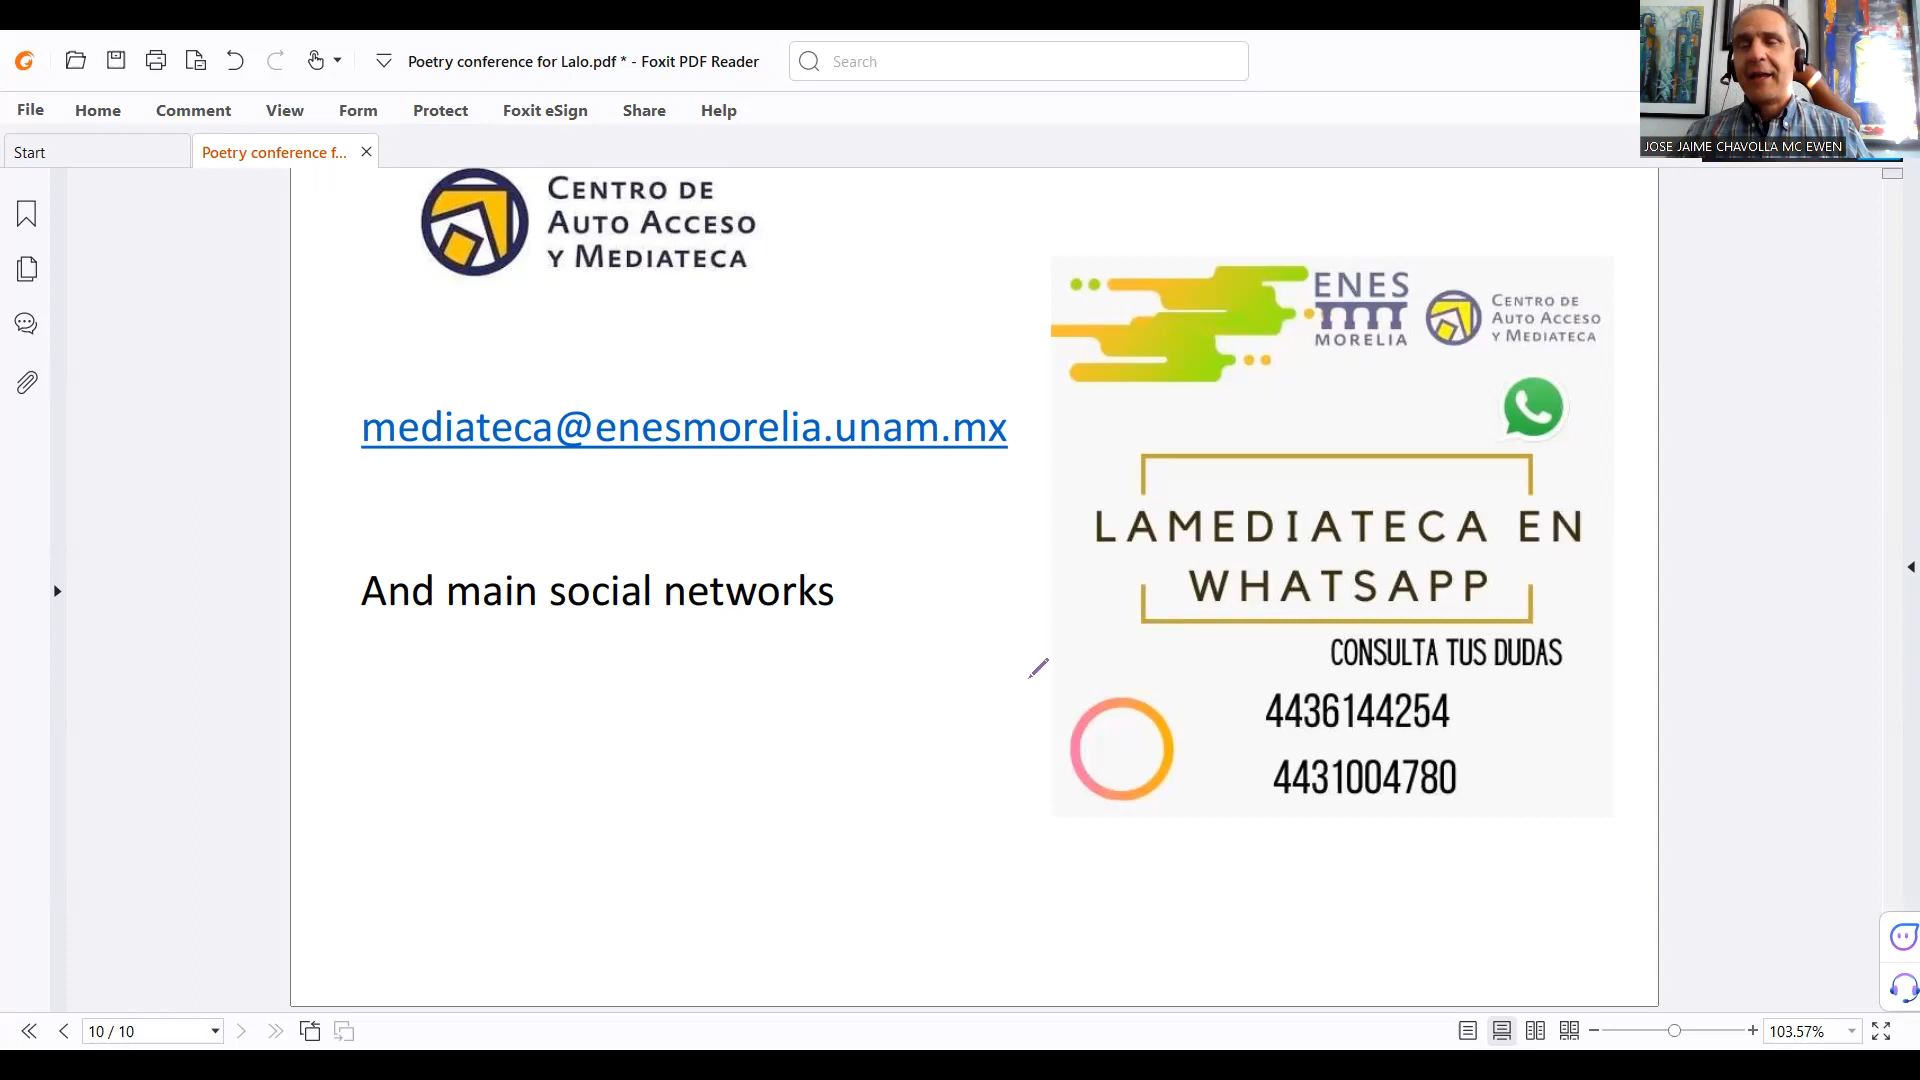 Poetry conference for Lalo.pdf * - Foxit PDF Reader
Search
File Home Comment View Form Protect Foxit eSign Share Help
JOSE JAIME CHAVOLLA MC EWEN
Start
Poetry conference f...
CENTRO DE
AUTO ACCESO
Y MEDIATECA
ENES
MORELIA
CENTRO DE
AUTO ACCESO
Y MEDIATECA
mediateca@enesmorelia.unam.mx
LAMEDIATECA EN
WHATSAPP
And main social networks
CONSULTA TUS DUDAS
4436144254
4431004780
10 / 10
103.57%